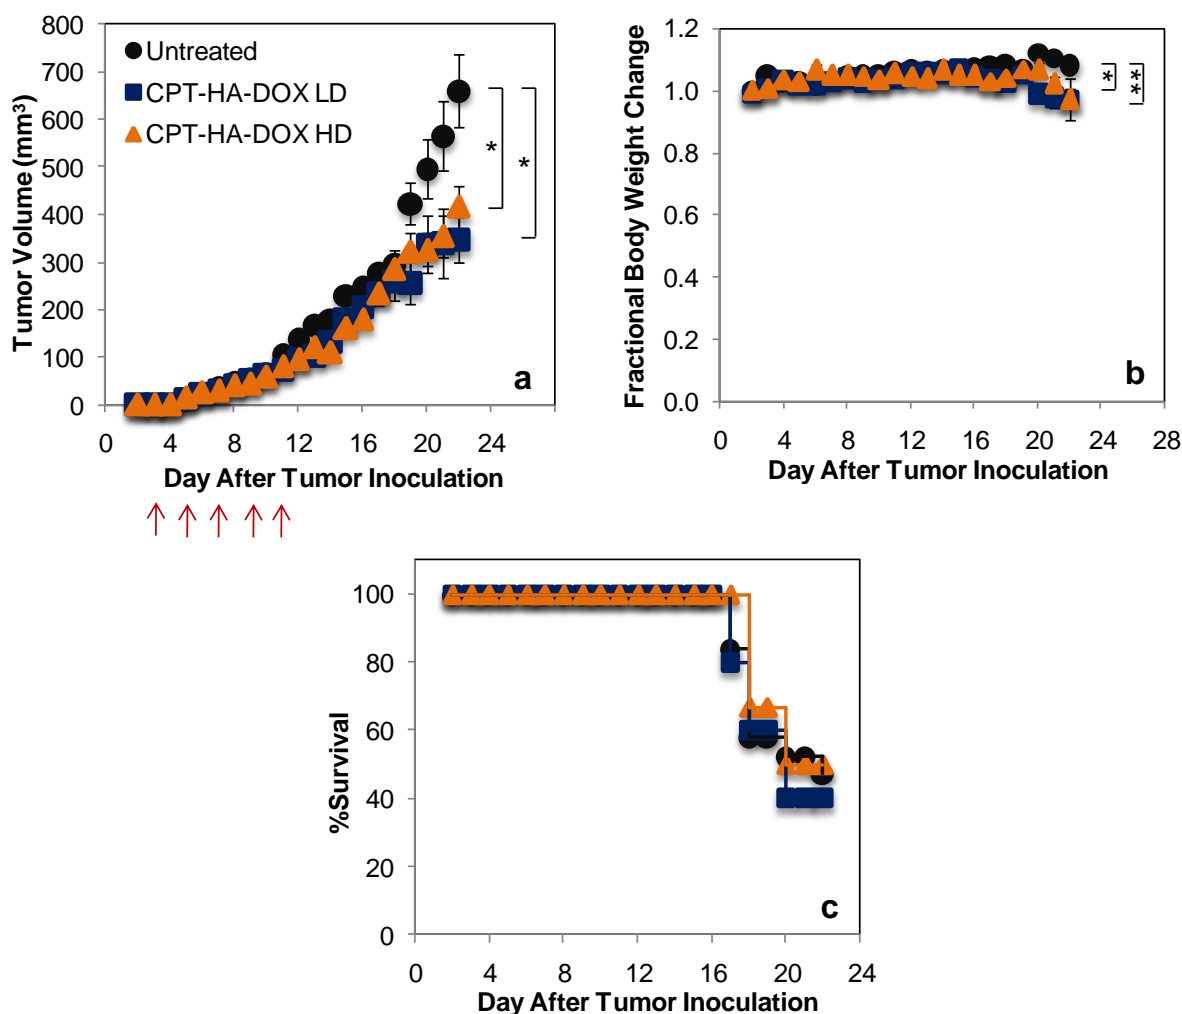 800
700
600
500
400
300
200
100
0
Tumor Volume (mm³)
Untreated
CPT-HA-DOX LD
CPT-HA-DOX HD
*
*
a
0 4 8 12 16 20 24
Day After Tumor Inoculation
1.2
1.0
0.8
0.6
0.4
0.2
0.0
Fractional Body Weight Change
*
**
b
0 4 8 12 16 20 24 28
Day After Tumor Inoculation
100
80
60
40
20
0
%Survival
c
0 4 8 12 16 20 24
Day After Tumor Inoculation